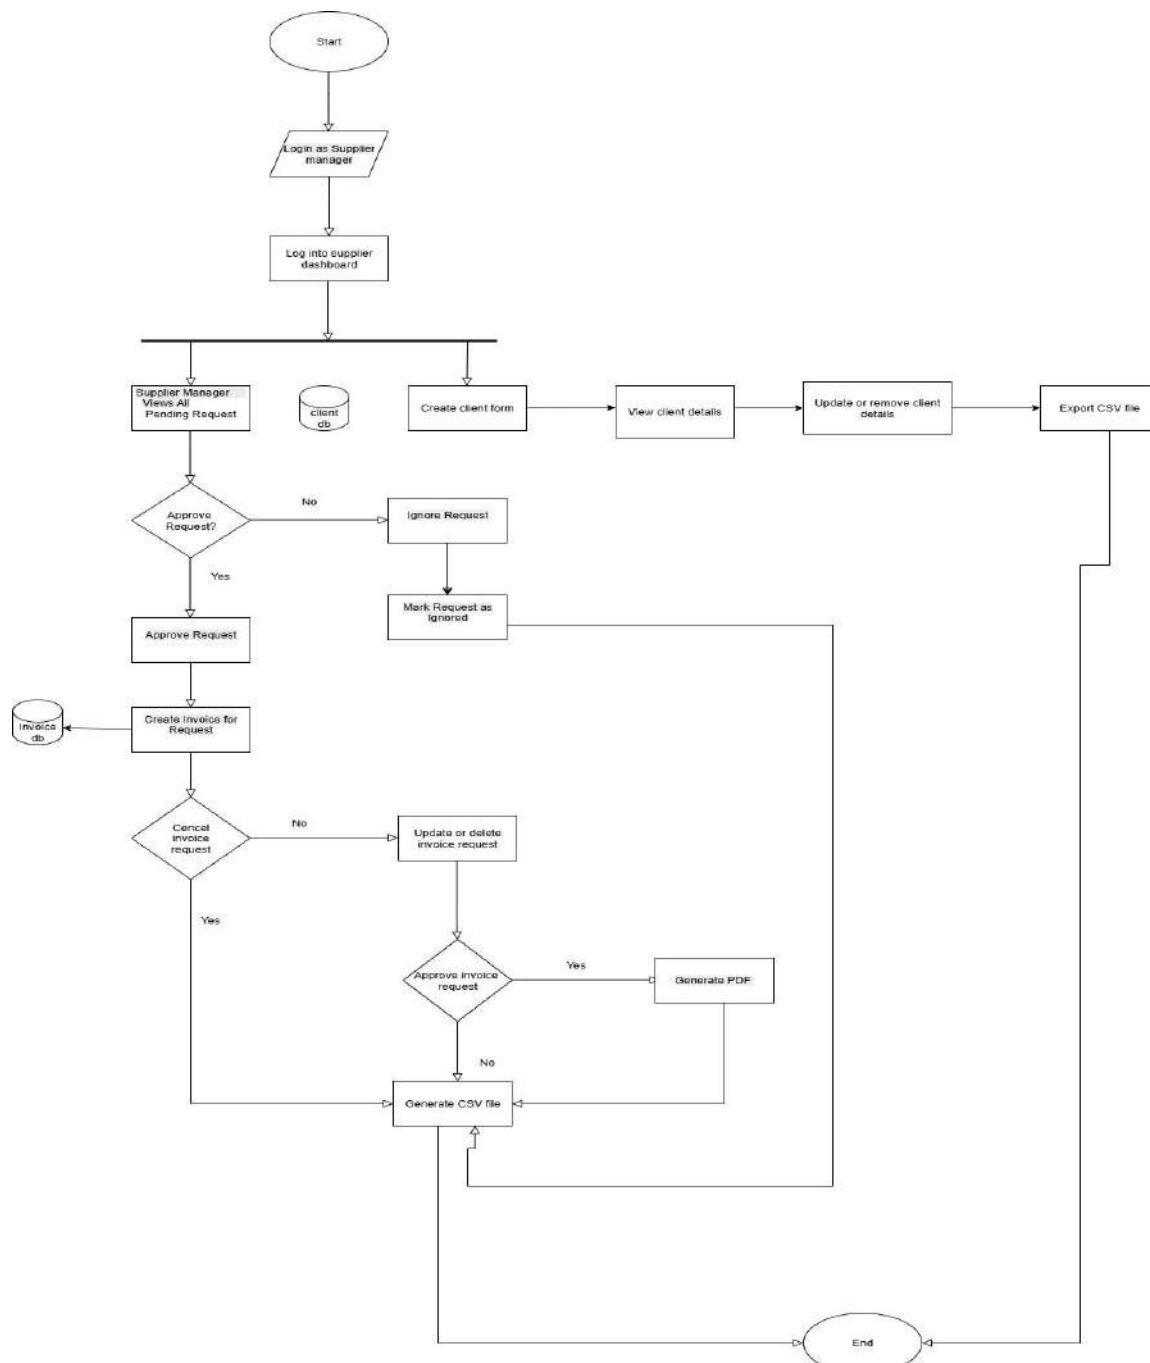 Start
Login as Supplier
manager
Log into supplier
dashboard
Supplier Manager
Views All
Pending Request
client
db
Create client form
View client details
Update or remove client
details
Export CSV file
Approve
Request?
No
Ignore Request
Yes
Mark Request as
Ignored
Approve Request
Invoice
db
Create Invoice for
Request
Cencel
invoice
request
No
Update or delete
invoice request
Yes
Approve invoice
request
Yes
Generate PDF
No
Generate CSV file
End